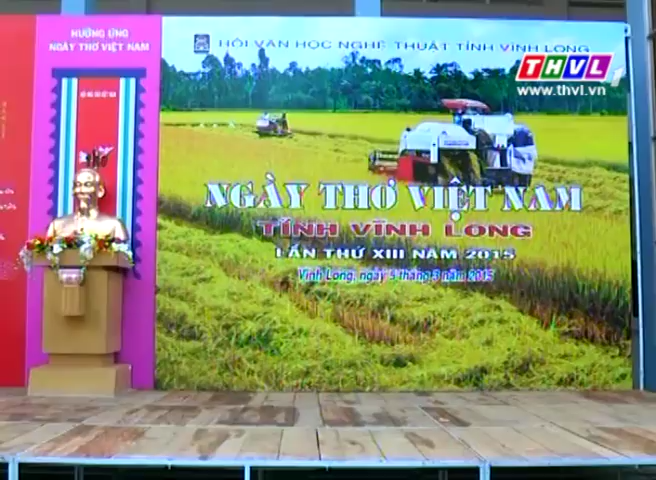 HƯỞNG ỨNG
NGÀY THƠ VIỆT NAM
HỘI VĂN HỌC NGHỆ THUẬT TỈNH VĨNH LONG
THVL1
www.thvl.vn
NGÀY THƠ VIỆT NAM
TỈNH VĨNH LONG
LẦN THỨ XIII NĂM 2015
Vĩnh Long, ngày 5 tháng 3 năm 2015